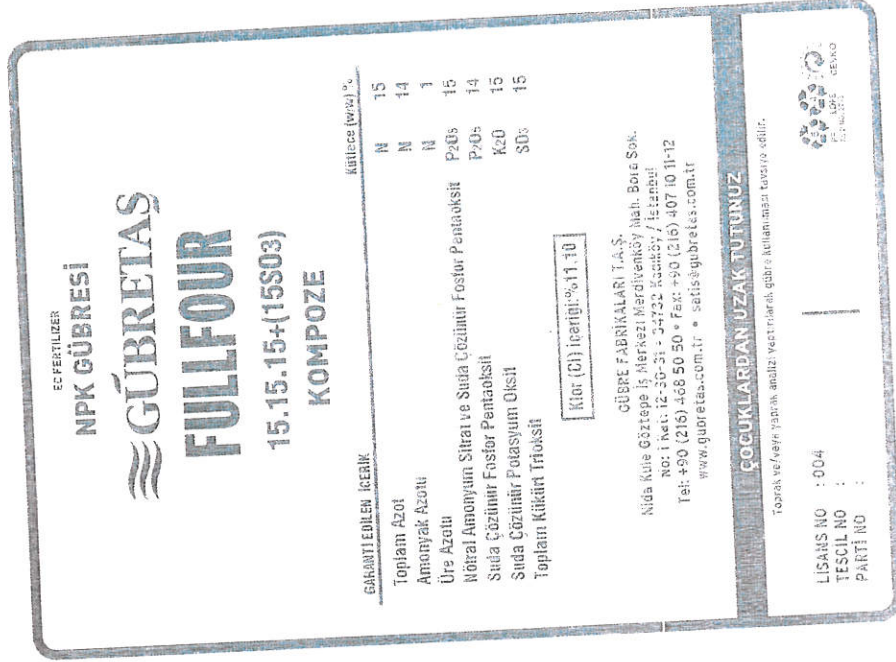 EC FERTILIZER
NPK GÜBRESİ
GÜBRETAŞ
FULLFOUR
15.15.15+(15SO3)
KOMPOZE
GARANTİ EDİLEN İÇERİK Kütlece (w/w) %
Toplam Azot N 15
Amonyak Azotu N 14
Üre Azotu N 1
Nötral Amonyum Sitrat ve Suda Çözünür Fosfor Pentaoksit P2O5 15
Suda Çözünür Fosfor Pentaoksit P2O5 14
Suda Çözünür Potasyum Oksit K2O 15
Toplam Kükürt Trioksit SO3 15
Klor (Cl) içeriği:%11.10
GÜBRE FABRİKALARI T.A.Ş.
Nida Kule Göztepe İş Merkezi Merdivenköy Mah. Bora Sok.
No: 1 Kat: 12-30-31 - 34732 Kadıköy / İstanbul
Tel: +90 (216) 468 50 50 • Fax: +90 (216) 407 10 11-12
www.gubretas.com.tr • satis@gubretas.com.tr
ÇOCUKLARDAN UZAK TUTUNUZ
Toprak ve/veya yaprak analizi yaptırılarak gübre kullanılması tavsiye edilir.
LİSANS NO : 004
TESCİL NO :
PARTİ NO :
PP LDPE ÇEVKO